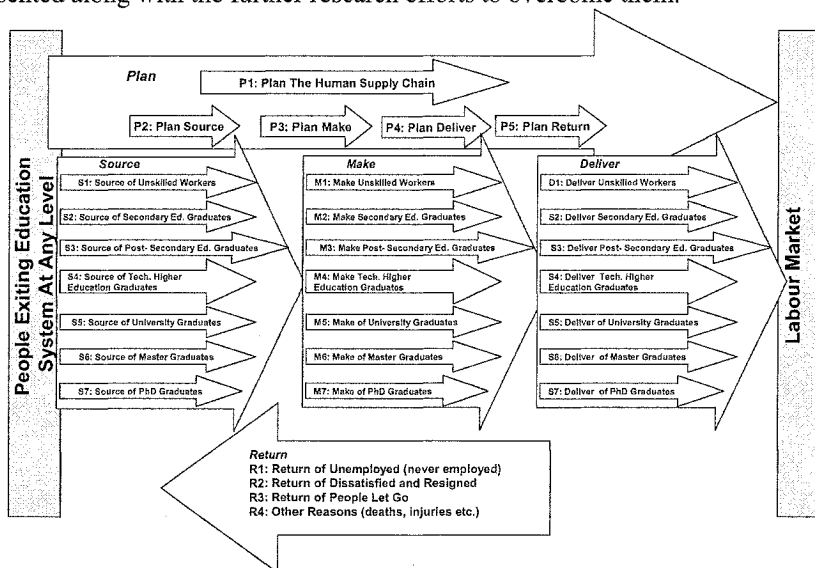 sented along with the further research efforts to overcome them.
Plan
P1: Plan The Human Supply Chain
P2: Plan Source
P3: Plan Make
P4: Plan Deliver
P5: Plan Return
People Exiting Education
System At Any Level
Source
S1: Source of Unskilled Workers
S2: Source of Secondary Ed. Graduates
S3: Source of Post- Secondary Ed. Graduates
S4: Source of Tech. Higher
Education Graduates
S5: Source of University Graduates
S6: Source of Master Graduates
S7: Source of PhD Graduates
Make
M1: Make Unskilled Workers
M2: Make Secondary Ed. Graduates
M3: Make Post- Secondary Ed. Graduates
M4: Make Tech. Higher
Education Graduates
M5: Make of University Graduates
M6: Make of Master Graduates
M7: Make of PhD Graduates
Deliver
D1: Deliver Unskilled Workers
S2: Deliver Secondary Ed. Graduates
S3: Deliver Post- Secondary Ed. Graduates
S4: Deliver Tech. Higher
Education Graduates
S5: Deliver of University Graduates
S6: Deliver of Master Graduates
S7: Deliver of PhD Graduates
Labour Market
Return
R1: Return of Unemployed (never employed)
R2: Return of Dissatisfied and Resigned
R3: Return of People Let Go
R4: Other Reasons (deaths, injuries etc.)